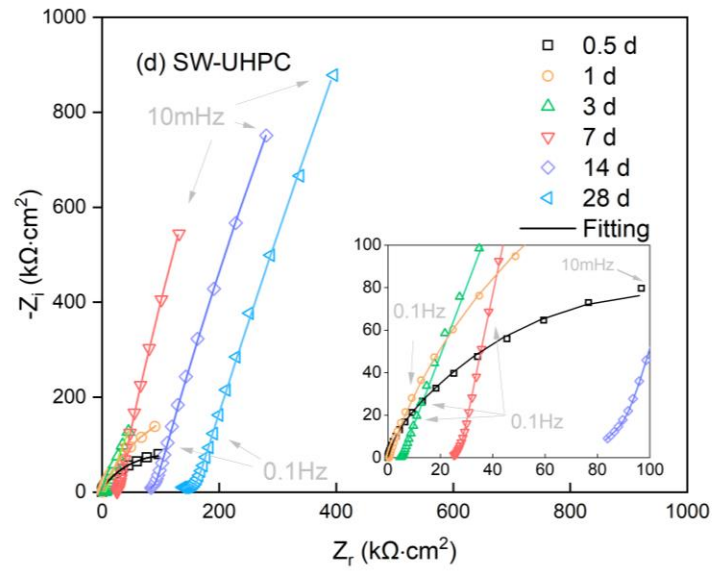 1000
(d) SW-UHPC
0.5 d
1 d
3 d
7 d
14 d
28 d
Fitting
800
10mHz
600
-Zi (kΩ·cm²)
400
200
0
0.1Hz
100
80
60
40
20
0
10mHz
0.1Hz
0.1Hz
0 20 40 60 80 100
0 200 400 600 800 1000
Zr (kΩ·cm²)